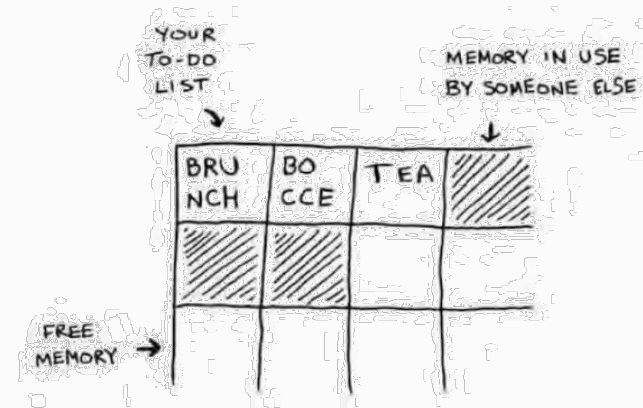 YOUR
TO-DO
LIST
MEMORY IN USE
BY SOMEONE ELSE
BRU
NCH
BO
CCE
TEA
FREE
MEMORY